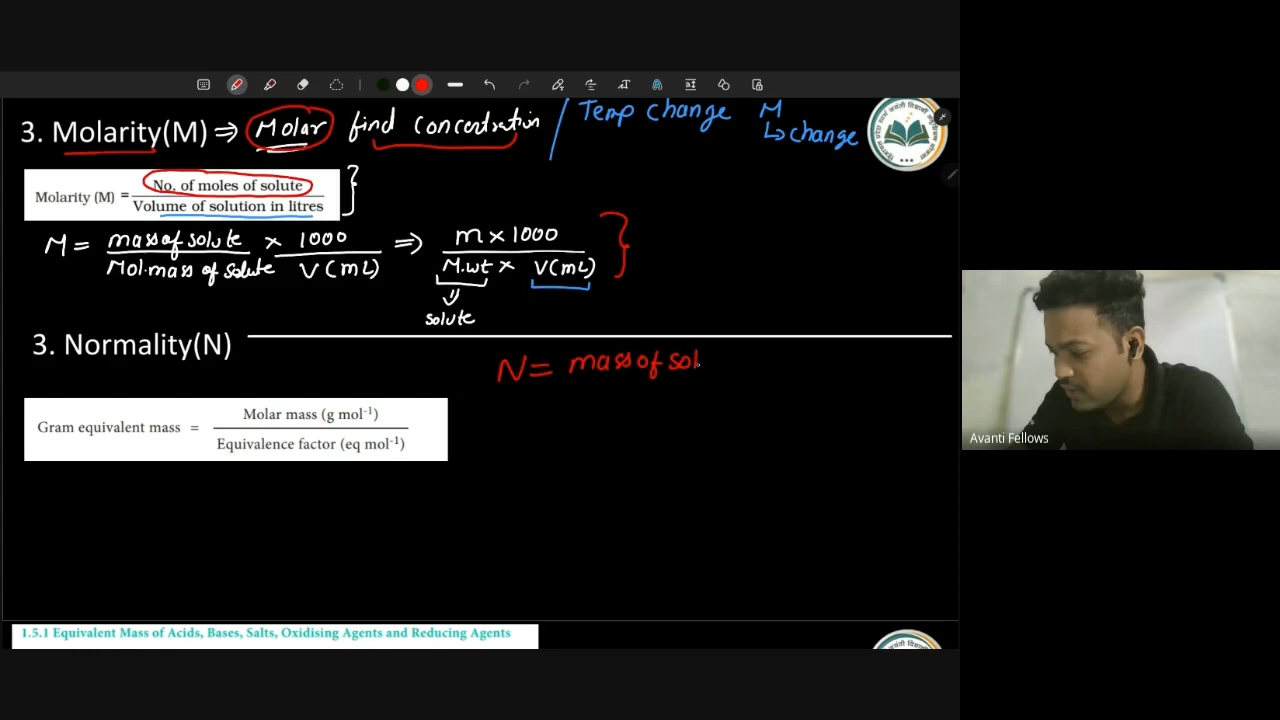 3. Molarity(M) ⇒ Molar find concentration
Temp change M
↳change
Molarity (M) = No. of moles of solute / Volume of solution in litres
M = mass of solute / Mol.mass of solute × 1000 / V(mL) ⇒ m × 1000 / M.wt × V(mL)
⇓
solute
3. Normality(N)
N = mass of sol
Gram equivalent mass = Molar mass (g mol⁻¹) / Equivalence factor (eq mol⁻¹)
Avanti Fellows
1.5.1 Equivalent Mass of Acids, Bases, Salts, Oxidising Agents and Reducing Agents